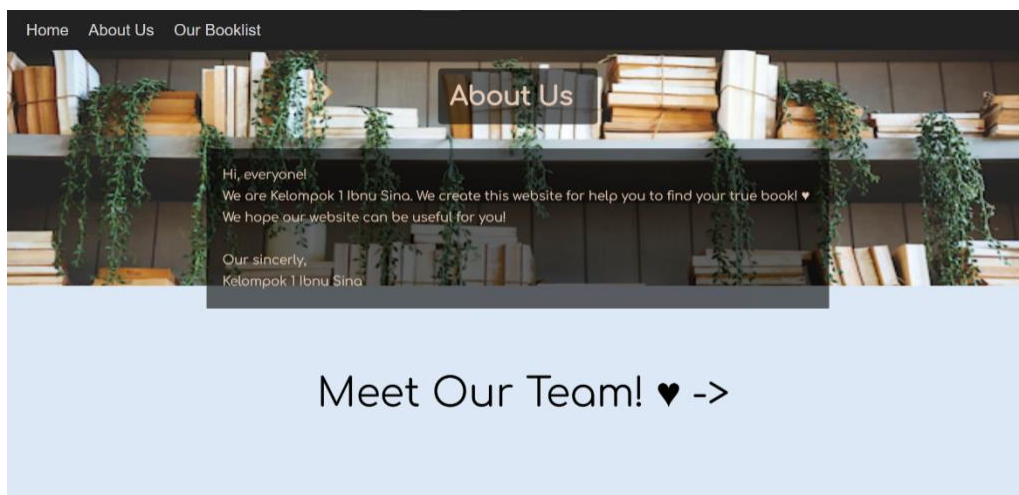 Home About Us Our Booklist
About Us
Hi, everyone!
We are Kelompok 1 Ibnu Sina. We create this website for help you to find your true book! ♥
We hope our website can be useful for you!
Our sincerly,
Kelompok 1 Ibnu Sina
Meet Our Team! ♥ ->